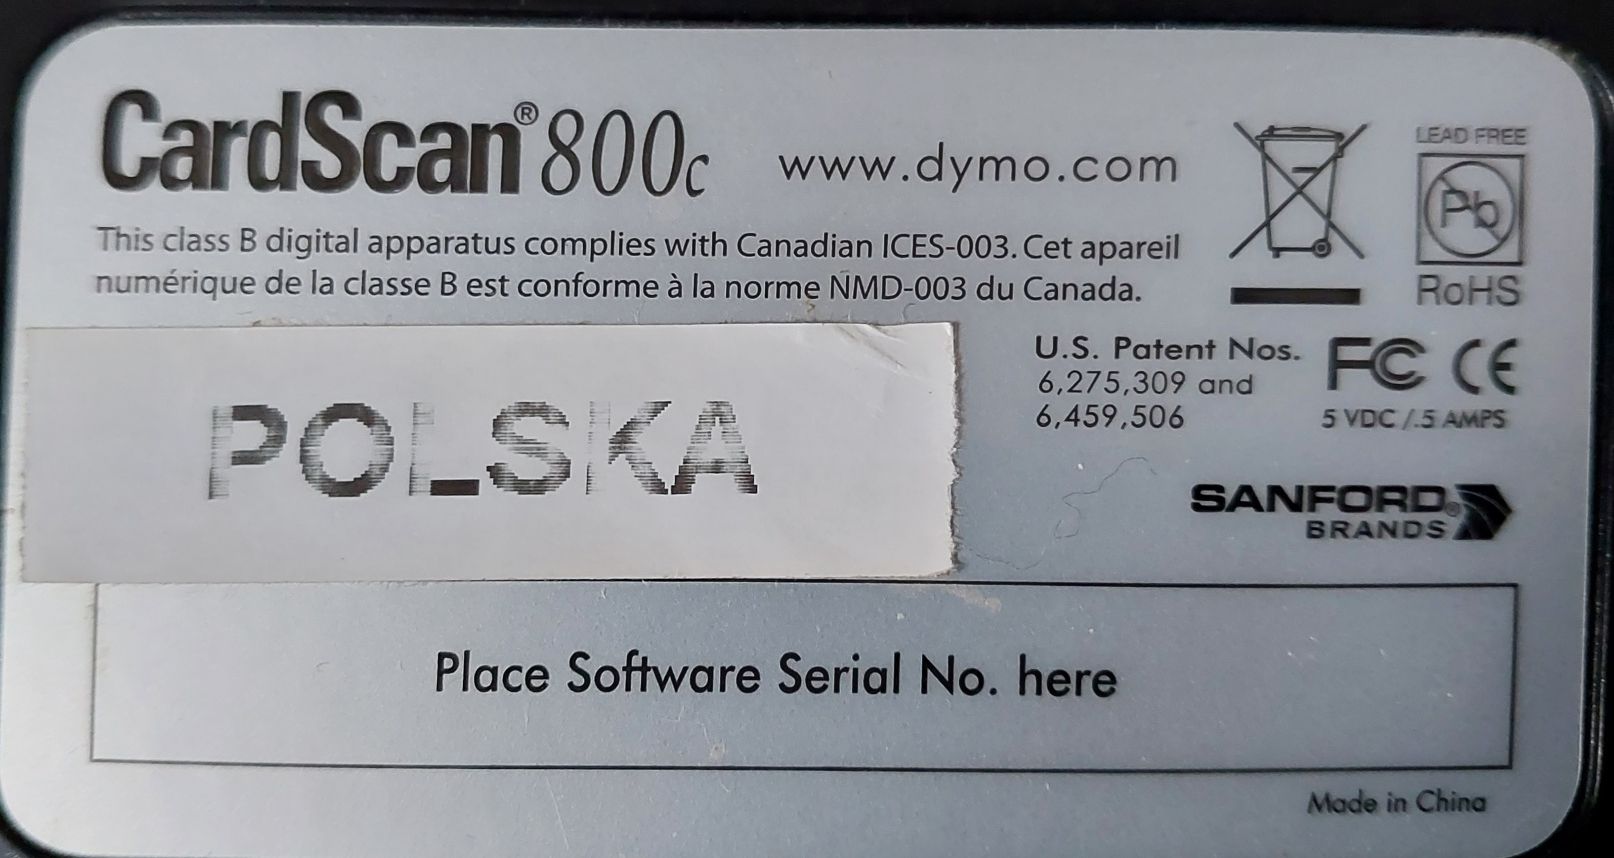 CardScan® 800c www.dymo.com
This class B digital apparatus complies with Canadian ICES-003. Cet apareil
numérique de la classe B est conforme à la norme NMD-003 du Canada.
LEAD FREE
Pb
RoHS
POLSKA
U.S. Patent Nos.
6,275,309 and
6,459,506
FC CE
5 VDC /.5 AMPS
SANFORD®
BRANDS
Place Software Serial No. here
Made in China